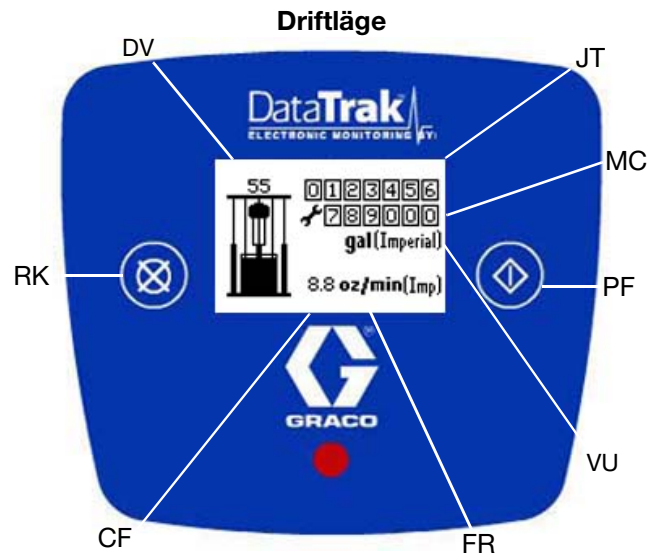 Driftläge
DV
JT
DataTrak™
ELECTRONIC MONITORING SY
MC
55
0123456
789000
gal(Imperial)
RK
8.8 oz/min(Imp)
PF
®
GRACO
VU
CF
FR